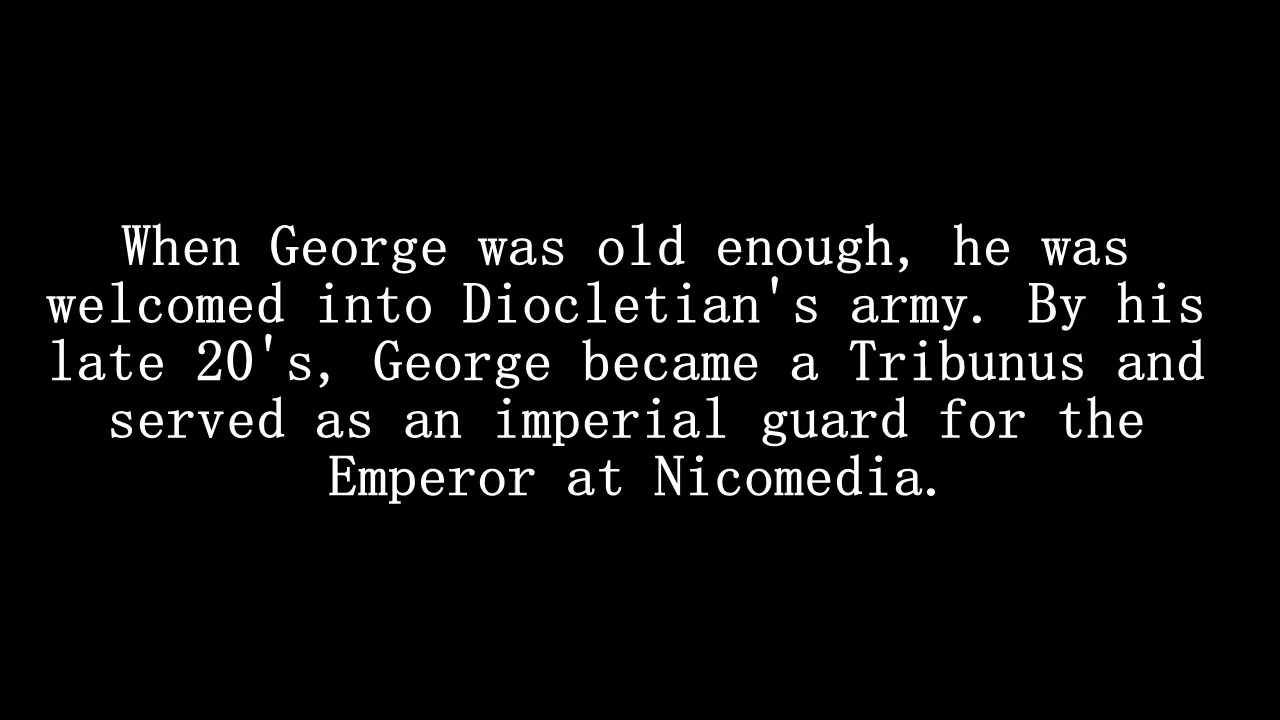 When George was old enough, he was
welcomed into Diocletian's army. By his
late 20's, George became a Tribunus and
served as an imperial guard for the
Emperor at Nicomedia.